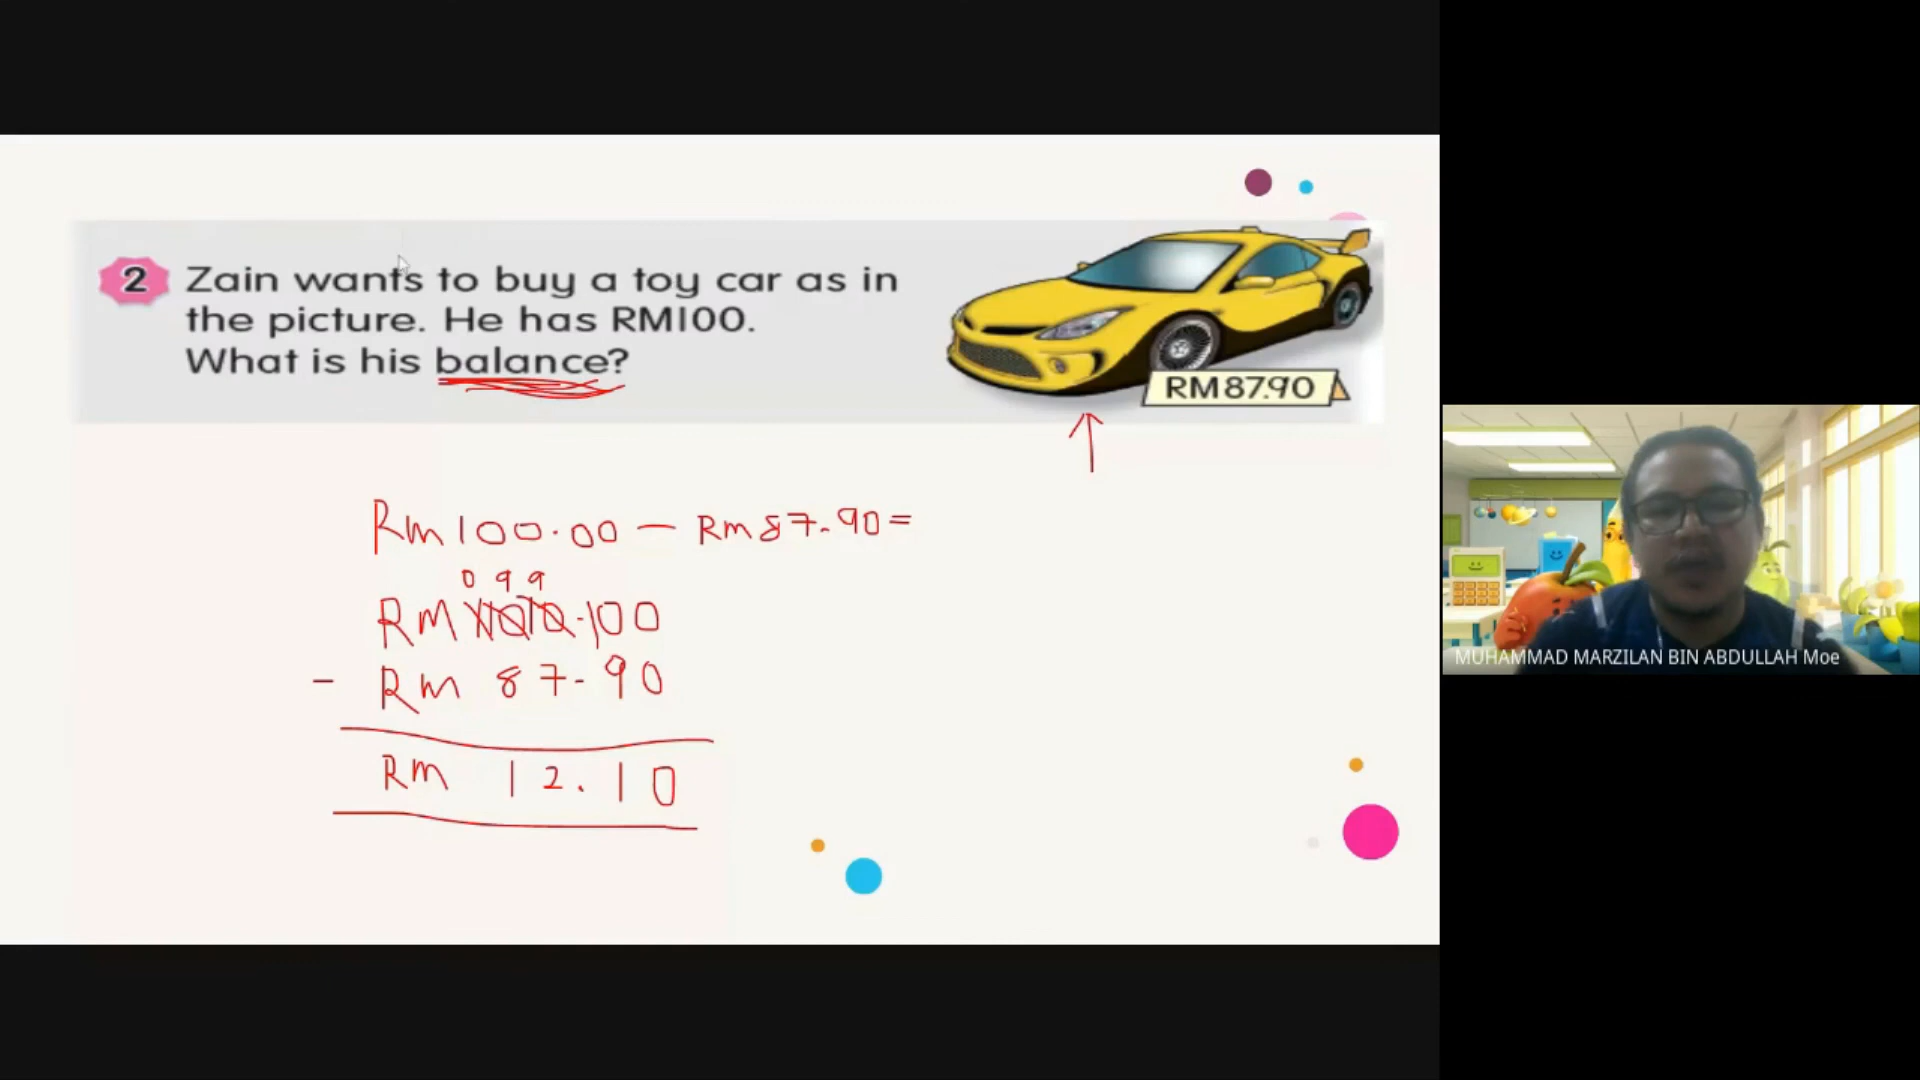 2 Zain wants to buy a toy car as in
the picture. He has RM100.
What is his balance?
RM87.90
Rm100.00 - Rm87.90=
0 9 9
RM 100.100
- Rm 87.90
Rm 12.10
MUHAMMAD MARZILAN BIN ABDULLAH Moe